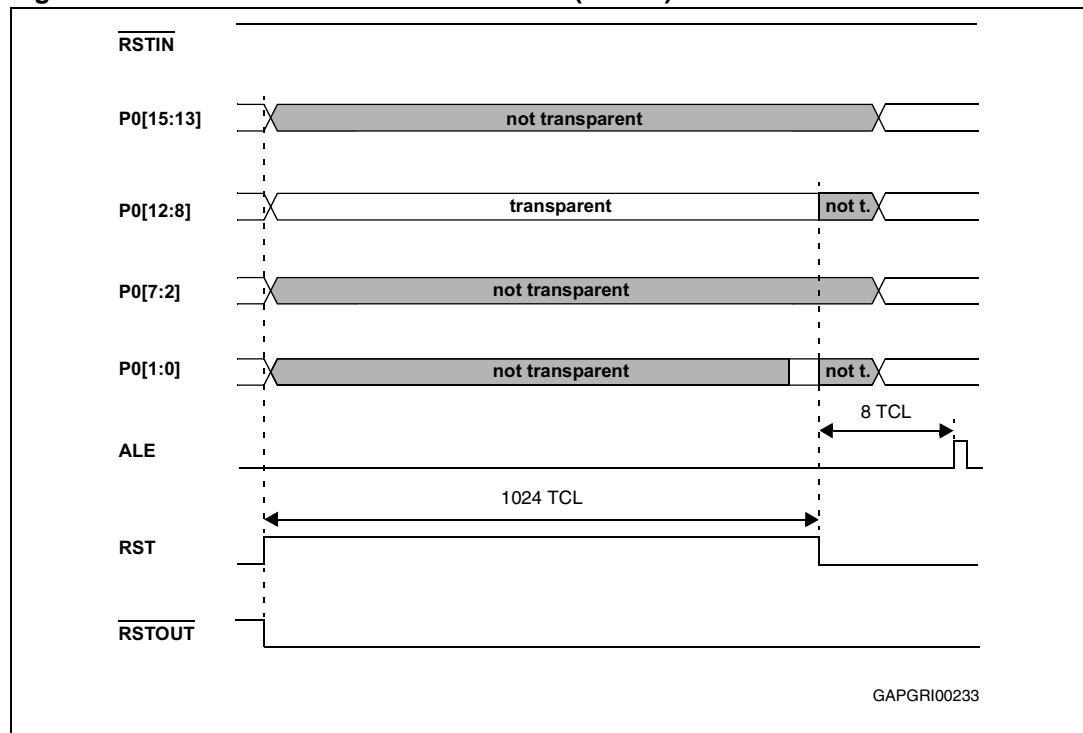 RSTIN
P0[15:13]
not transparent
P0[12:8]
transparent
not t.
P0[7:2]
not transparent
P0[1:0]
not transparent
not t.
8 TCL
ALE
1024 TCL
RST
RSTOUT
GAPGRI00233